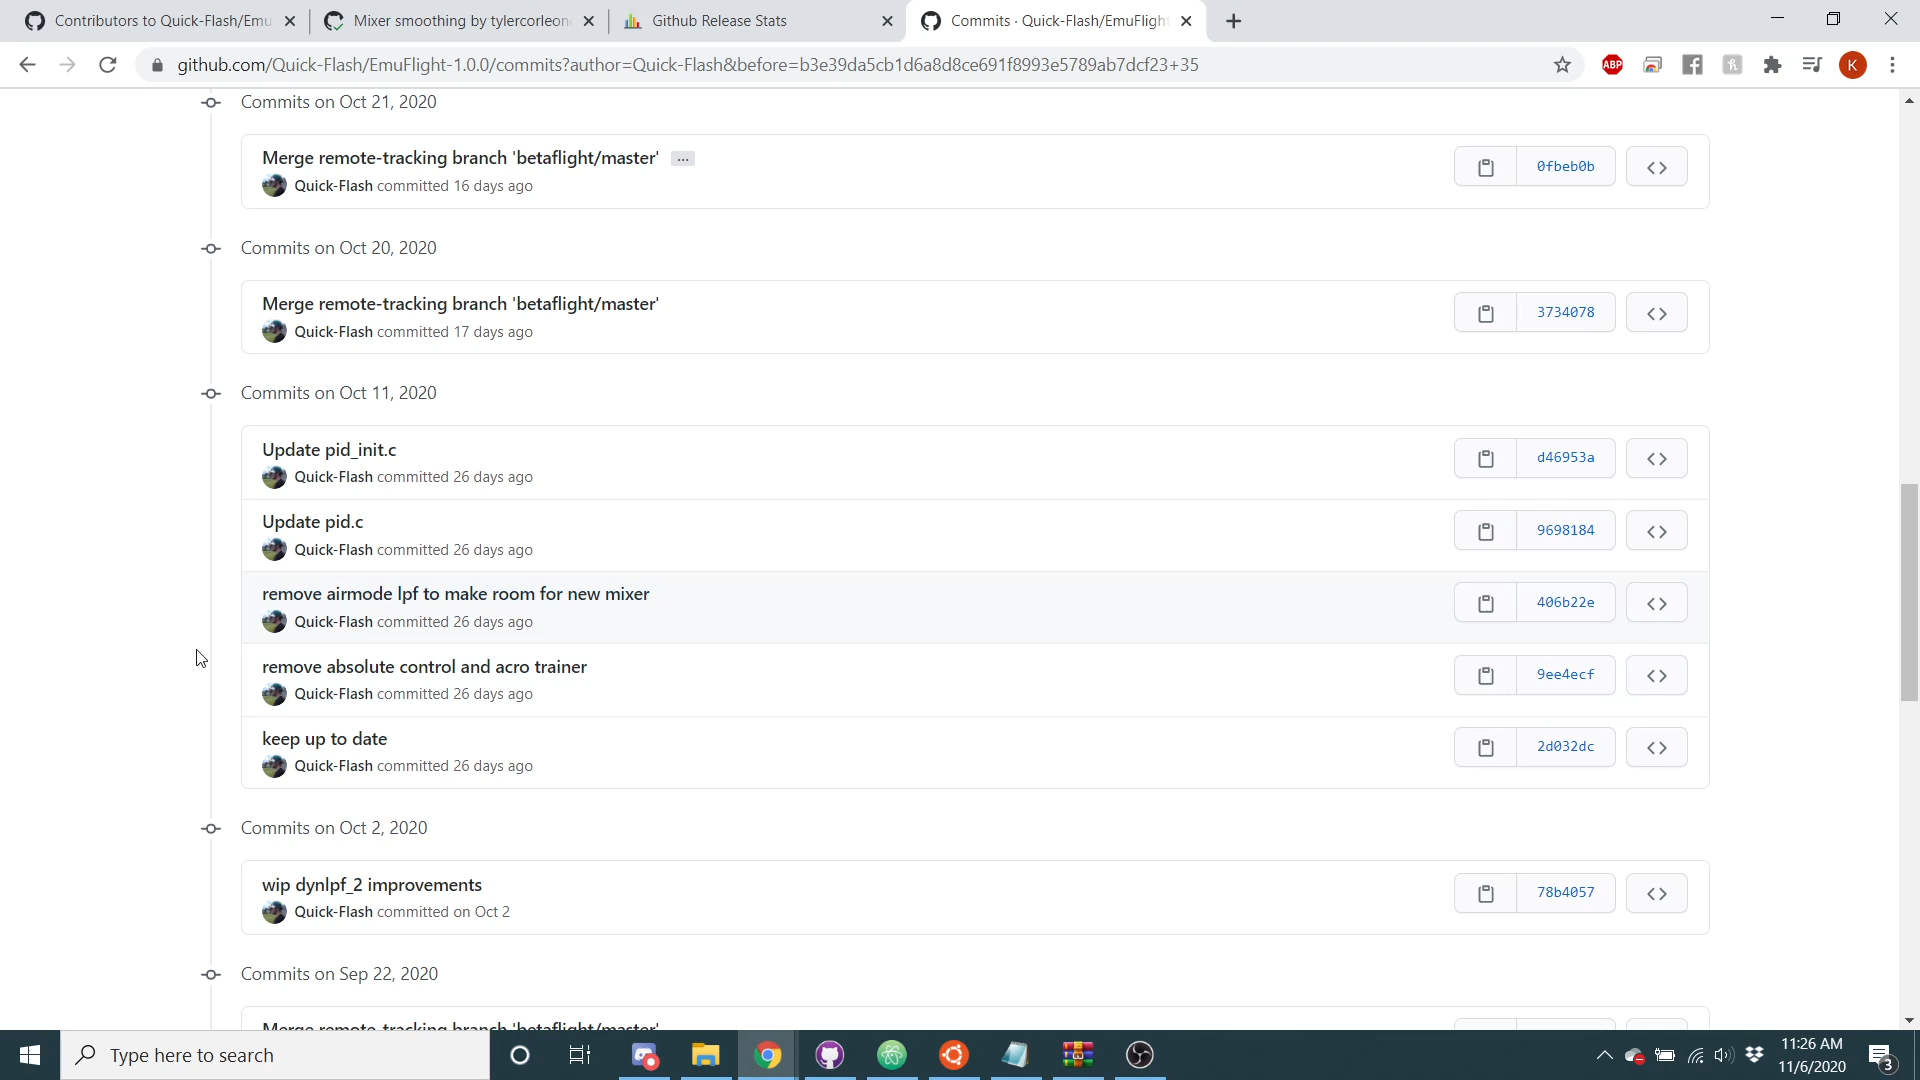 Contributors to Quick-Flash/Emu
Mixer smoothing by tylercorleon
Github Release Stats
Commits · Quick-Flash/EmuFlight
github.com/Quick-Flash/EmuFlight-1.0.0/commits?author=Quick-Flash&before=b3e39da5cb1d6a8d8ce691f8993e5789ab7dcf23+35
ABP
K
Commits on Oct 21, 2020
Merge remote-tracking branch 'betaflight/master' ...
0fbeb0b
Quick-Flash committed 16 days ago
Commits on Oct 20, 2020
Merge remote-tracking branch 'betaflight/master'
3734078
Quick-Flash committed 17 days ago
Commits on Oct 11, 2020
Update pid_init.c
d46953a
Quick-Flash committed 26 days ago
Update pid.c
9698184
Quick-Flash committed 26 days ago
remove airmode lpf to make room for new mixer
406b22e
Quick-Flash committed 26 days ago
remove absolute control and acro trainer
9ee4ecf
Quick-Flash committed 26 days ago
keep up to date
2d032dc
Quick-Flash committed 26 days ago
Commits on Oct 2, 2020
wip dynlpf_2 improvements
78b4057
Quick-Flash committed on Oct 2
Commits on Sep 22, 2020
Merge remote-tracking branch 'betaflight/master'
Type here to search
11:26 AM
11/6/2020
3